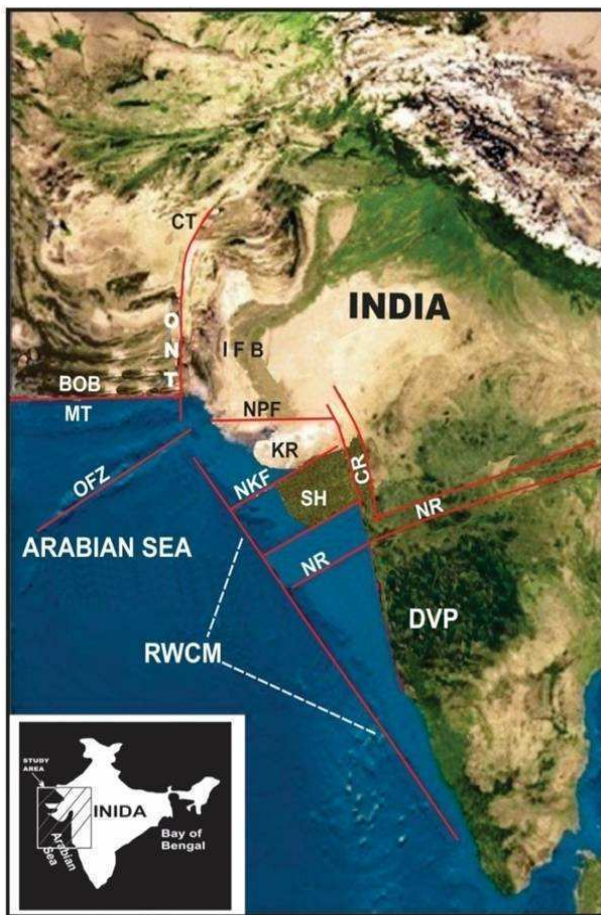 CT
INDIA
O
N
T
I F B
BOB
MT
NPF
KR
CR
OFZ
NKF
SH
NR
ARABIAN SEA
NR
DVP
RWCM
STUDY
AREA
INIDA
Arabian
Sea
Bay of
Bengal